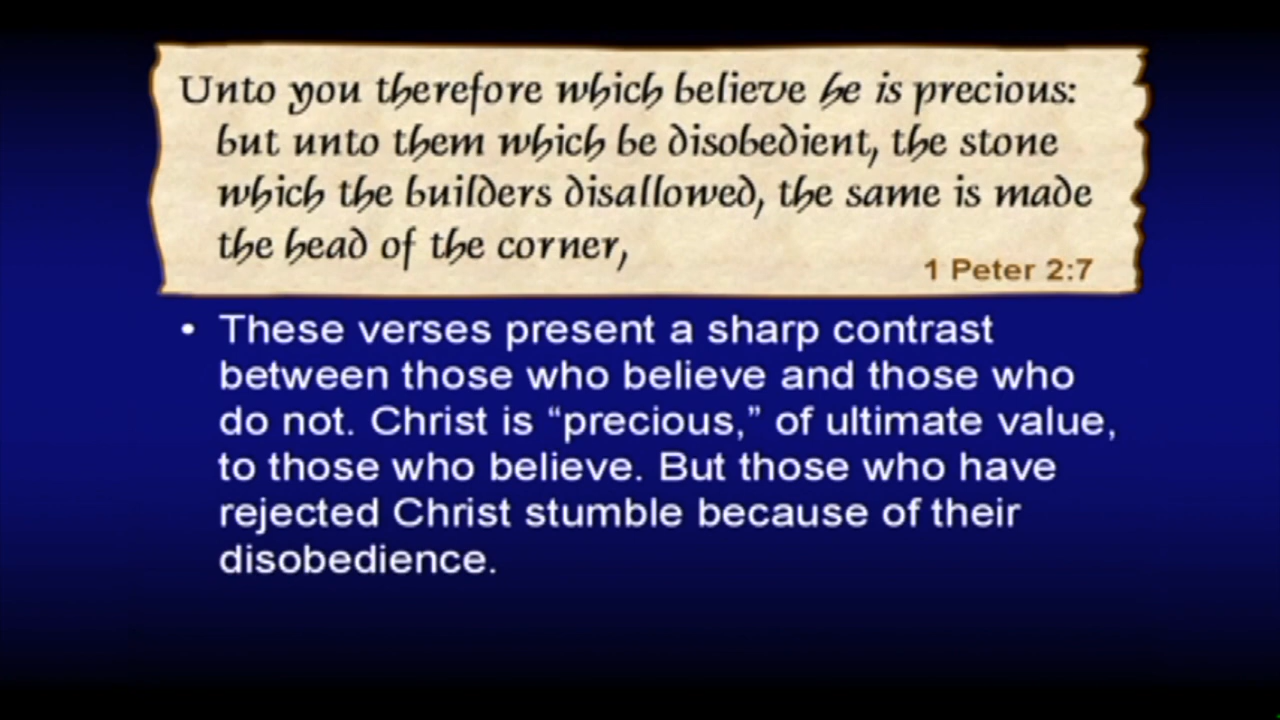 Unto you therefore which believe he is precious:
but unto them which be disobedient, the stone
which the builders disallowed, the same is made
the head of the corner,
1 Peter 2:7
• These verses present a sharp contrast
between those who believe and those who
do not. Christ is “precious,” of ultimate value,
to those who believe. But those who have
rejected Christ stumble because of their
disobedience.